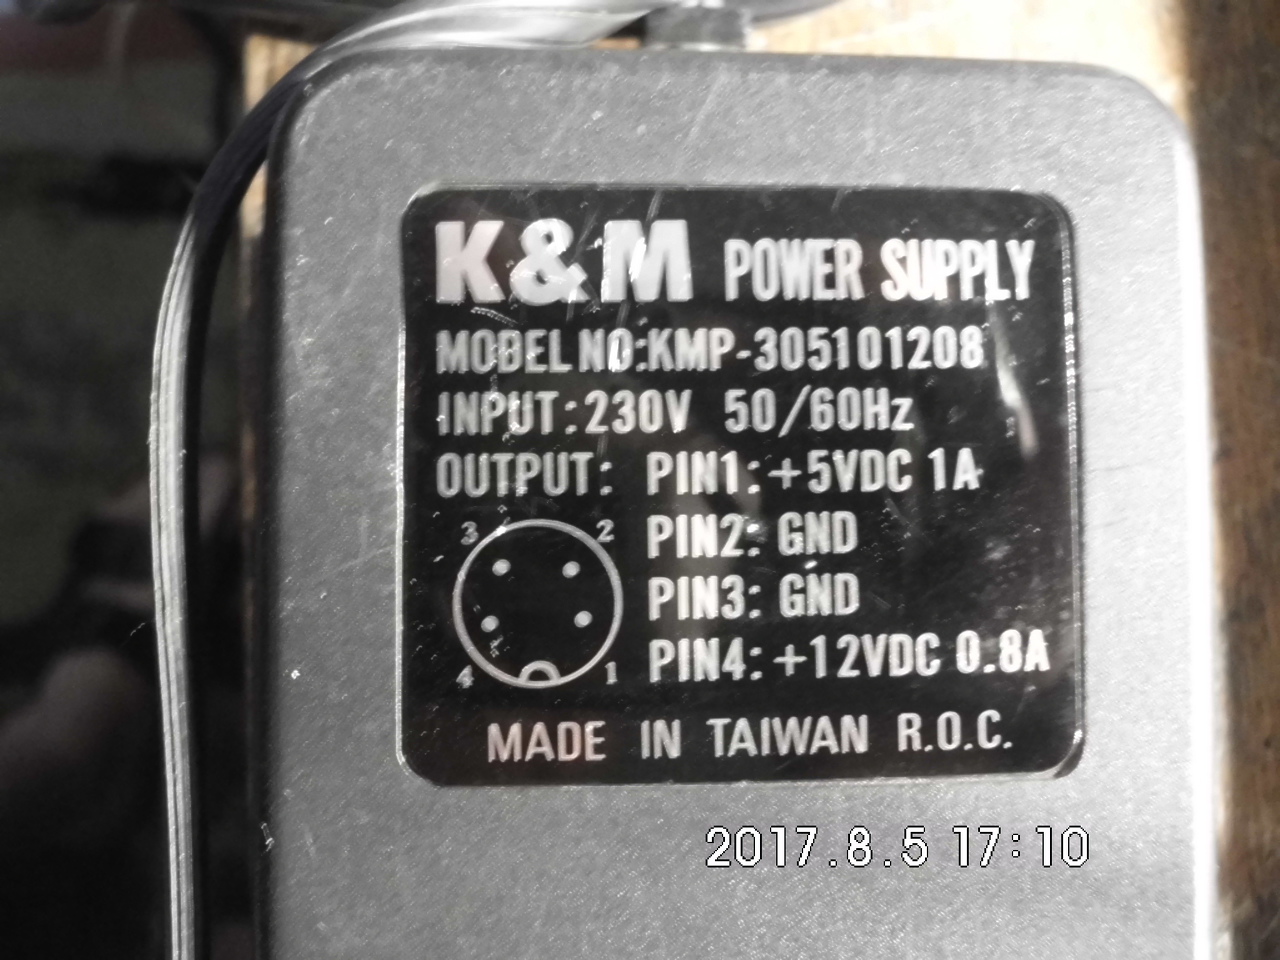 K&M POWER SUPPLY
MODEL NO:KMP-305101208
INPUT:230V 50/60Hz
OUTPUT: PIN1:+5VDC 1A
3 2 PIN2: GND
PIN3: GND
4 1 PIN4:+12VDC 0.8A
MADE IN TAIWAN R.O.C.
2017.8.5 17:10